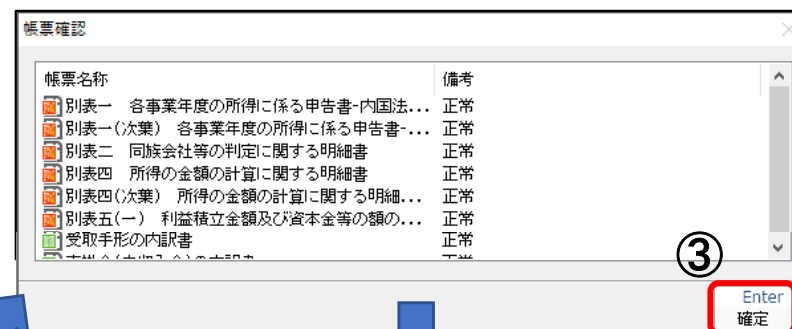 帳票確認
帳票名称 備考
別表一 各事業年度の所得に係る申告書-内国法... 正常
別表一(次葉) 各事業年度の所得に係る申告書-... 正常
別表二 同族会社等の判定に関する明細書 正常
別表四 所得の金額の計算に関する明細書 正常
別表四(次葉) 所得の金額の計算に関する明細... 正常
別表五(一) 利益積立金額及び資本金等の額の... 正常
受取手形の内訳書 正常
③
Enter
確定